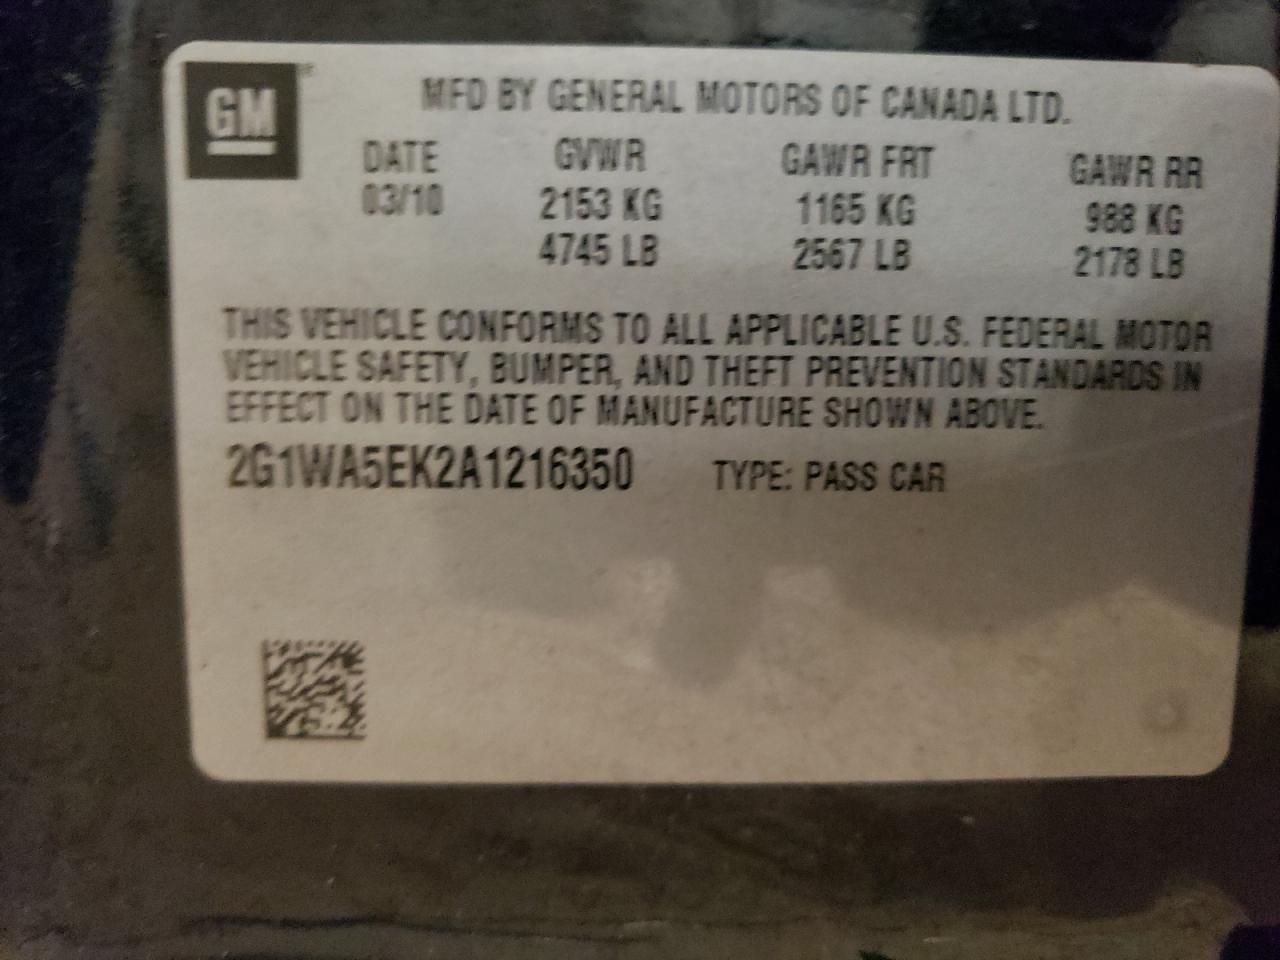 GM
MFD BY GENERAL MOTORS OF CANADA LTD.
DATE GVWR GAWR FRT GAWR RR
03/10 2153 KG 1165 KG 988 KG
4745 LB 2567 LB 2178 LB
THIS VEHICLE CONFORMS TO ALL APPLICABLE U.S. FEDERAL MOTOR
VEHICLE SAFETY, BUMPER, AND THEFT PREVENTION STANDARDS IN
EFFECT ON THE DATE OF MANUFACTURE SHOWN ABOVE.
2G1WA5EK2A1216350 TYPE: PASS CAR